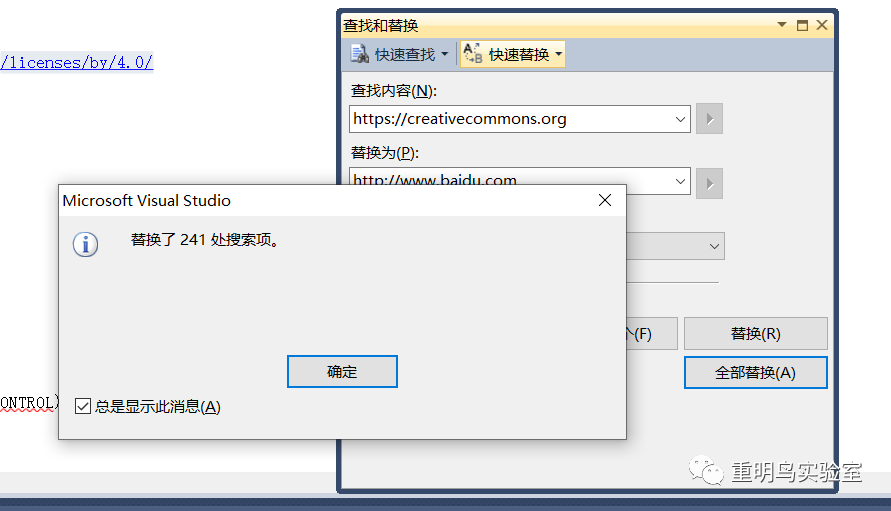 查找和替换
/licenses/by/4.0/
快速查找
快速替换
查找内容(N):
https://creativecommons.org
替换为(P):
http://www.baidu.com
Microsoft Visual Studio
替换了 241 处搜索项。
个(F)
替换(R)
确定
全部替换(A)
ONTROL)
总是显示此消息(A)
重明鸟实验室